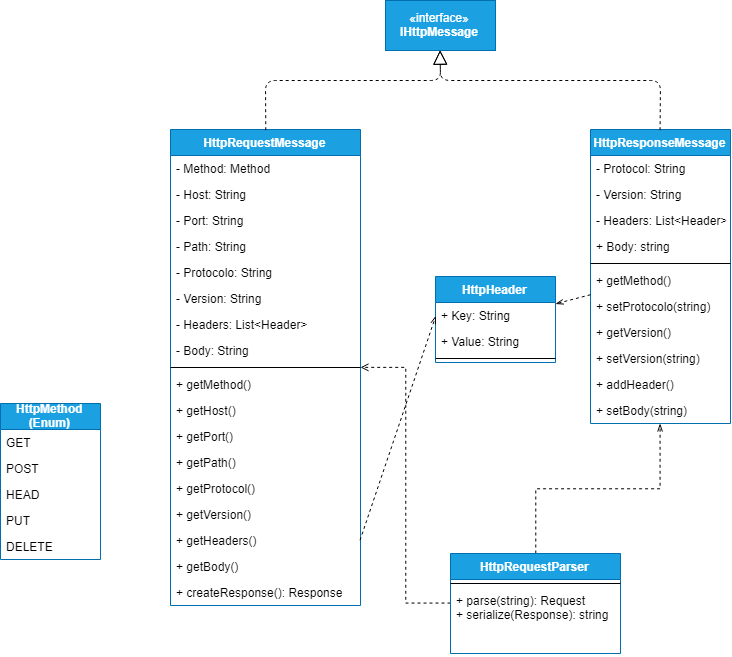 «interface»
IHttpMessage
HttpRequestMessage
- Method: Method
- Host: String
- Port: String
- Path: String
- Protocolo: String
- Version: String
- Headers: List<Header>
- Body: String
+ getMethod()
+ getHost()
+ getPort()
+ getPath()
+ getProtocol()
+ getVersion()
+ getHeaders()
+ getBody()
+ createResponse(): Response
HttpResponseMessage
- Protocol: String
- Version: String
- Headers: List<Header>
+ Body: string
+ getMethod()
+ setProtocolo(string)
+ getVersion()
+ setVersion(string)
+ addHeader()
+ setBody(string)
HttpHeader
+ Key: String
+ Value: String
HttpMethod
(Enum)
GET
POST
HEAD
PUT
DELETE
HttpRequestParser
+ parse(string): Request
+ serialize(Response): string